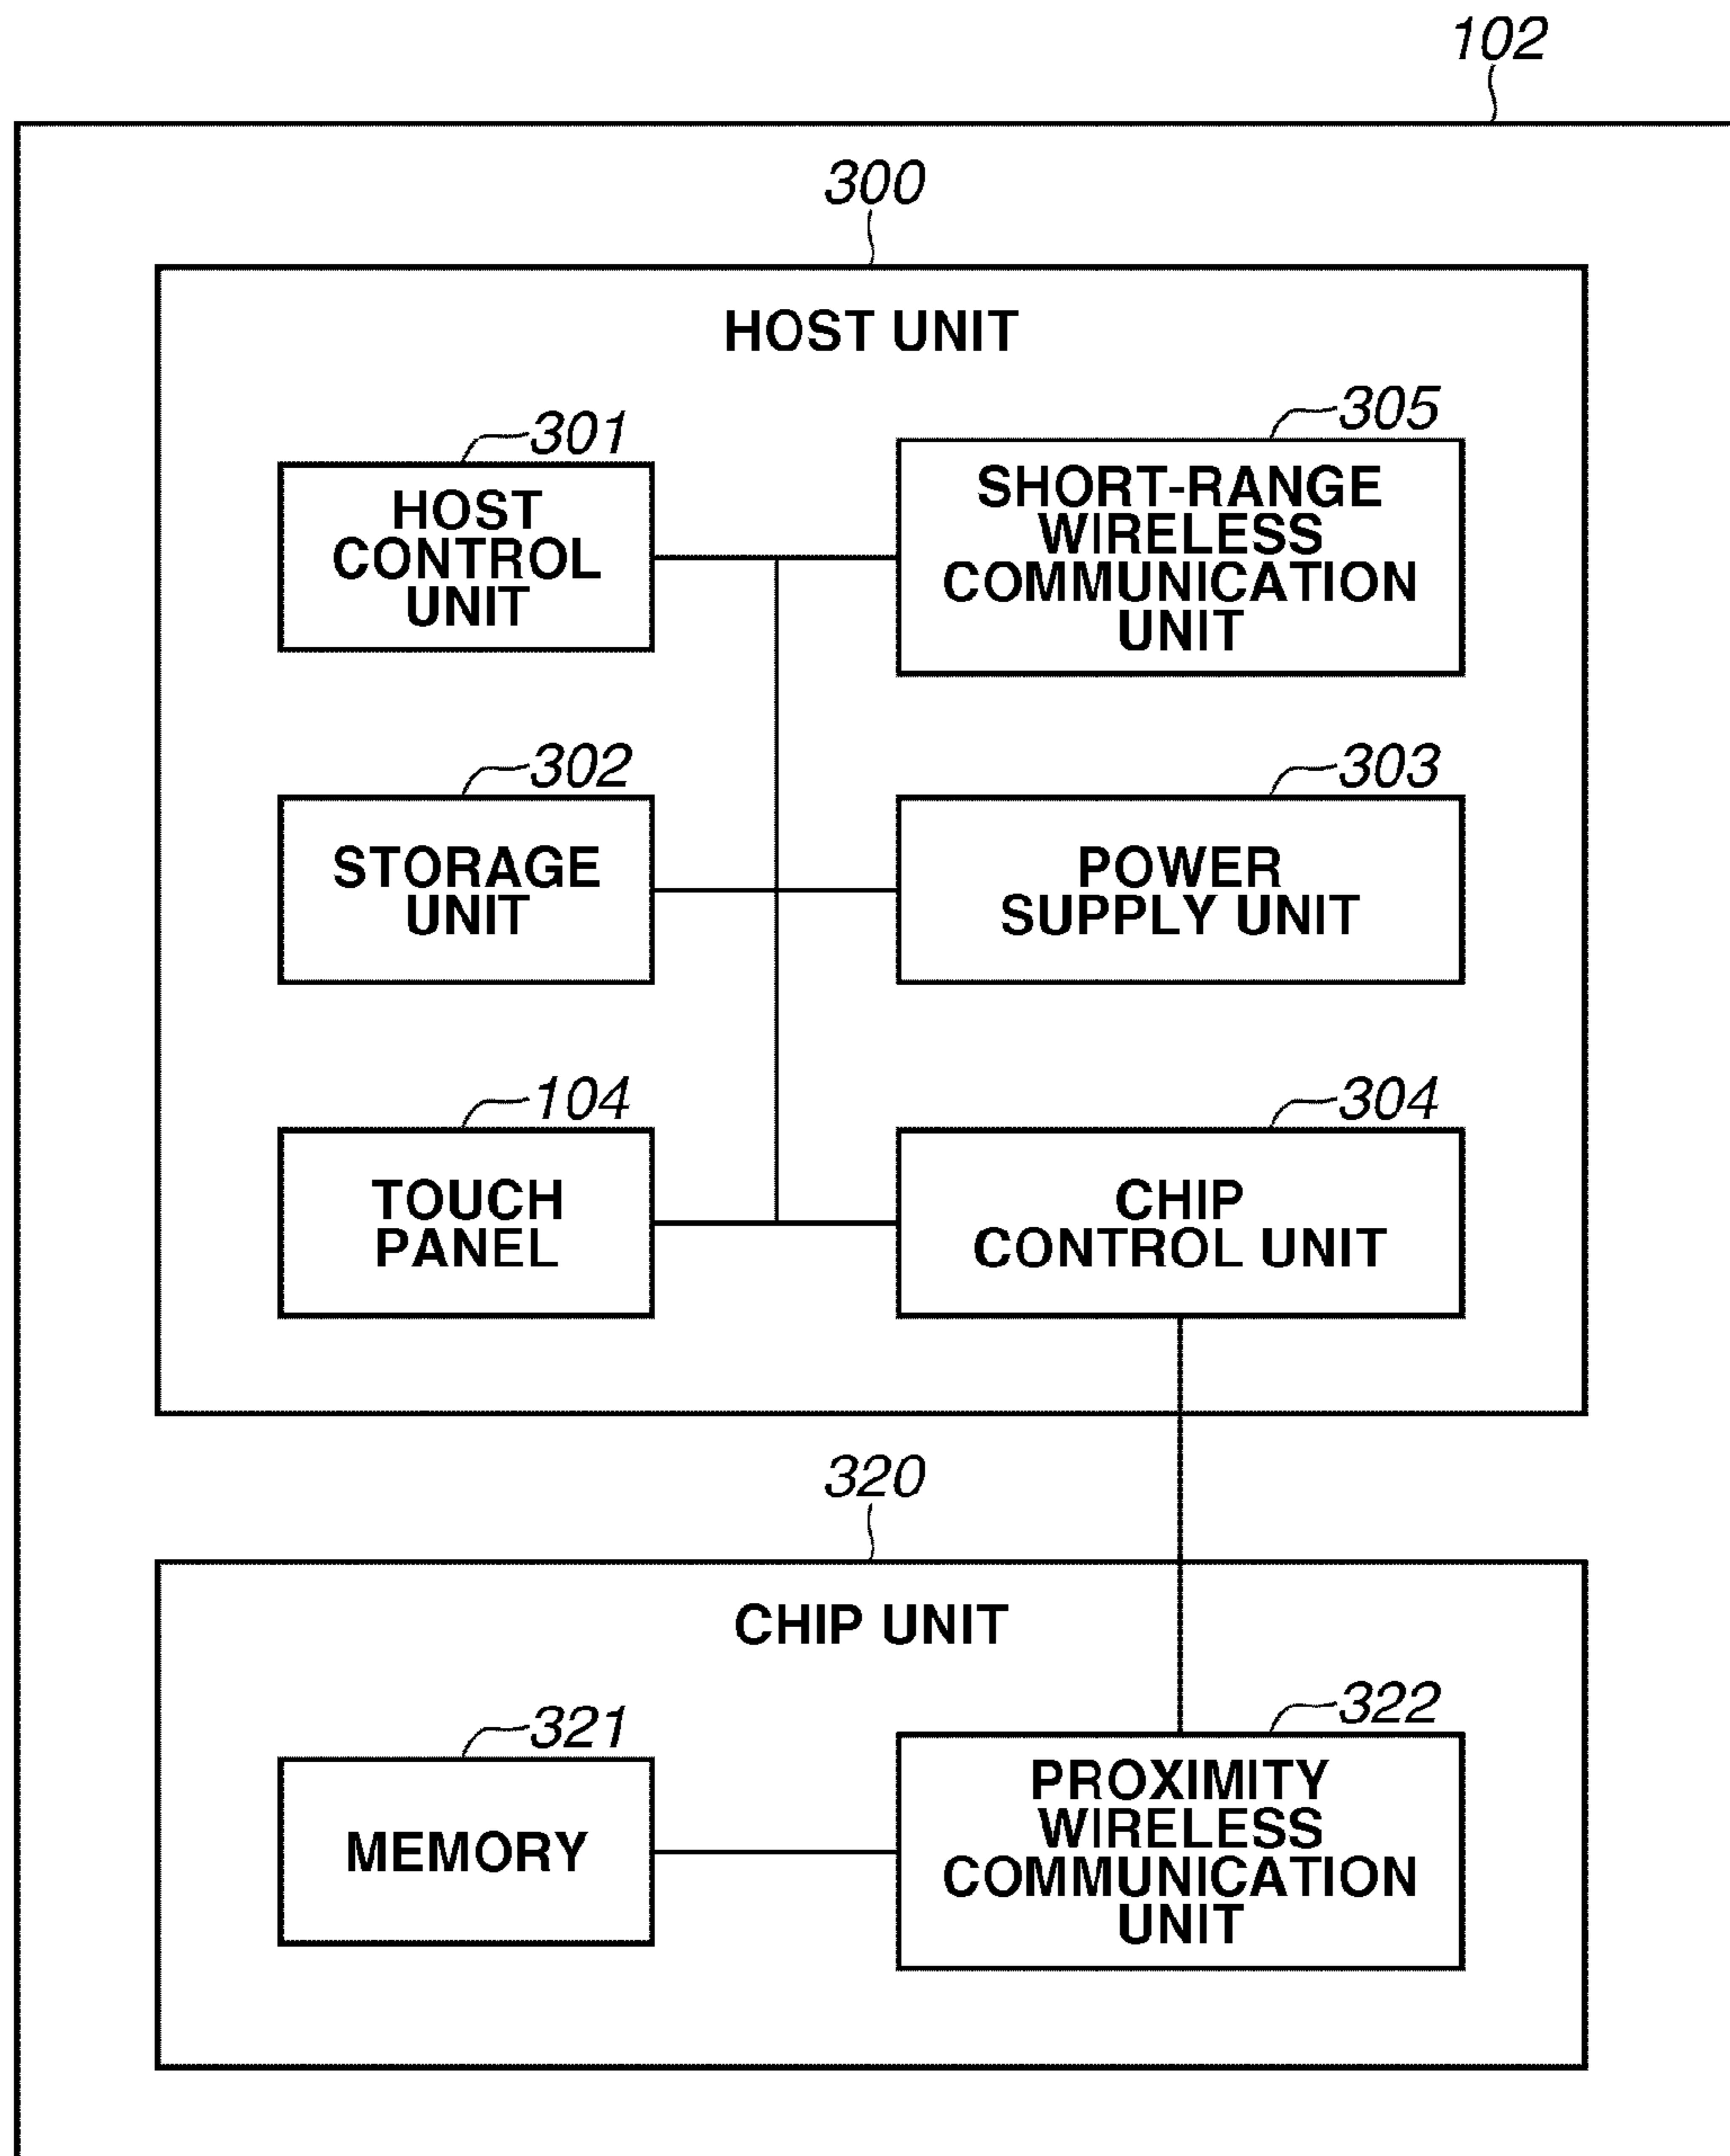 102
300
HOST UNIT
301
HOST
CONTROL
UNIT
305
SHORT-RANGE
WIRELESS
COMMUNICATION
UNIT
302
STORAGE
UNIT
303
POWER
SUPPLY UNIT
104
TOUCH
PANEL
304
CHIP
CONTROL UNIT
320
CHIP UNIT
321
MEMORY
322
PROXIMITY
WIRELESS
COMMUNICATION
UNIT